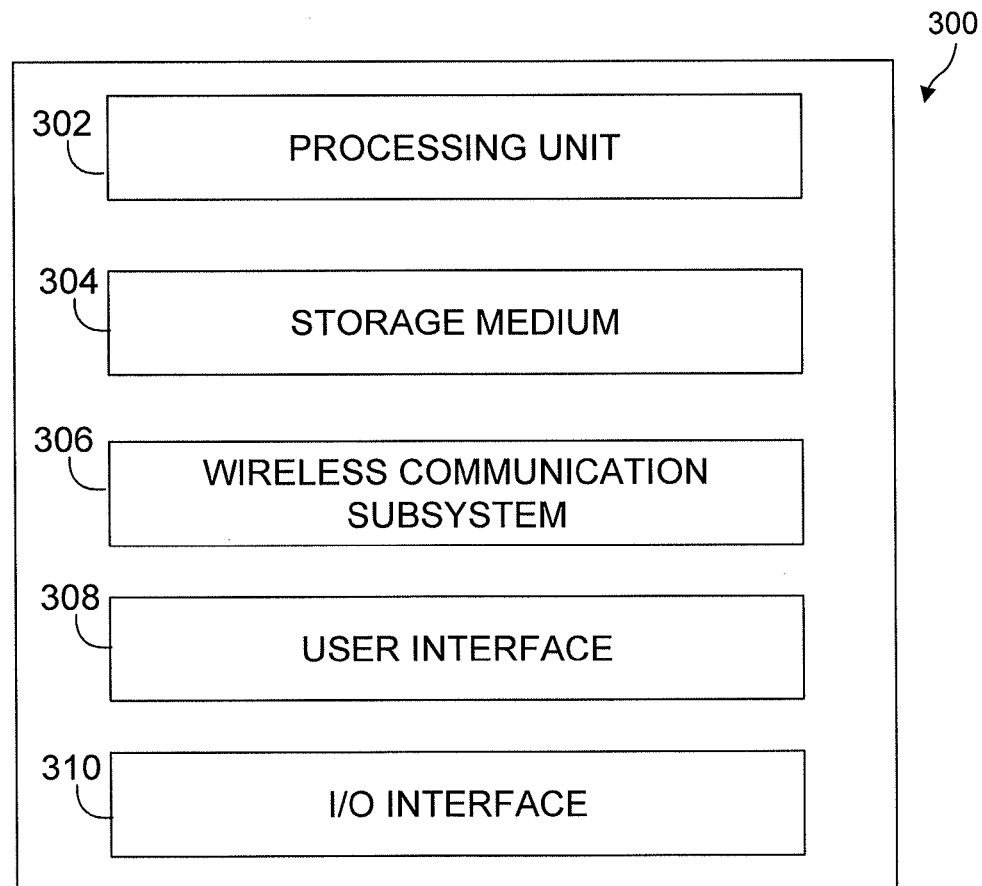 300
302
PROCESSING UNIT
304
STORAGE MEDIUM
306
WIRELESS COMMUNICATION
SUBSYSTEM
308
USER INTERFACE
310
I/O INTERFACE